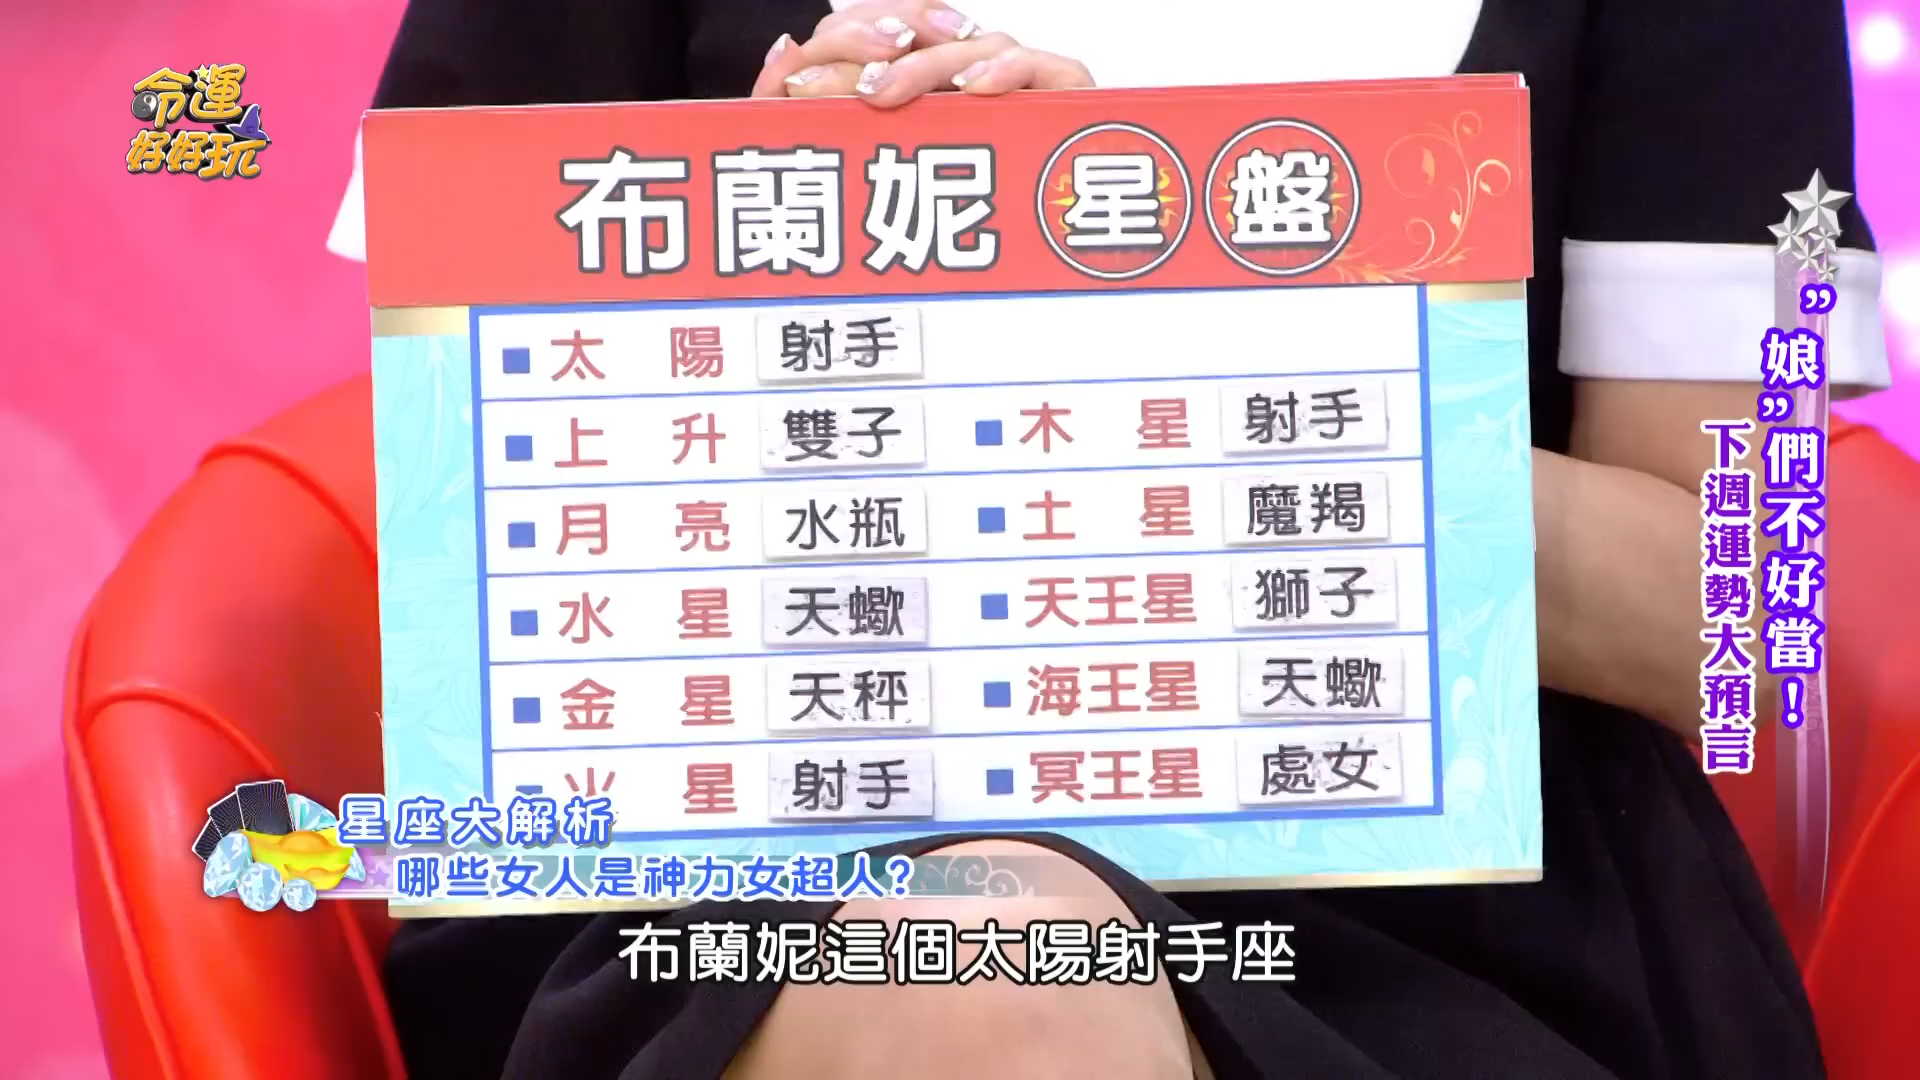 命運
好好玩
布蘭妮星盤
太陽 射手
上升 雙子
月亮 水瓶
水星 天蠍
金星 天秤
火星 射手
木星 射手
土星 魔羯
天王星 獅子
海王星 天蠍
冥王星 處女
”娘”們不好當！
下週運勢大預言
星座大解析
哪些女人是神力女超人？
布蘭妮這個太陽射手座